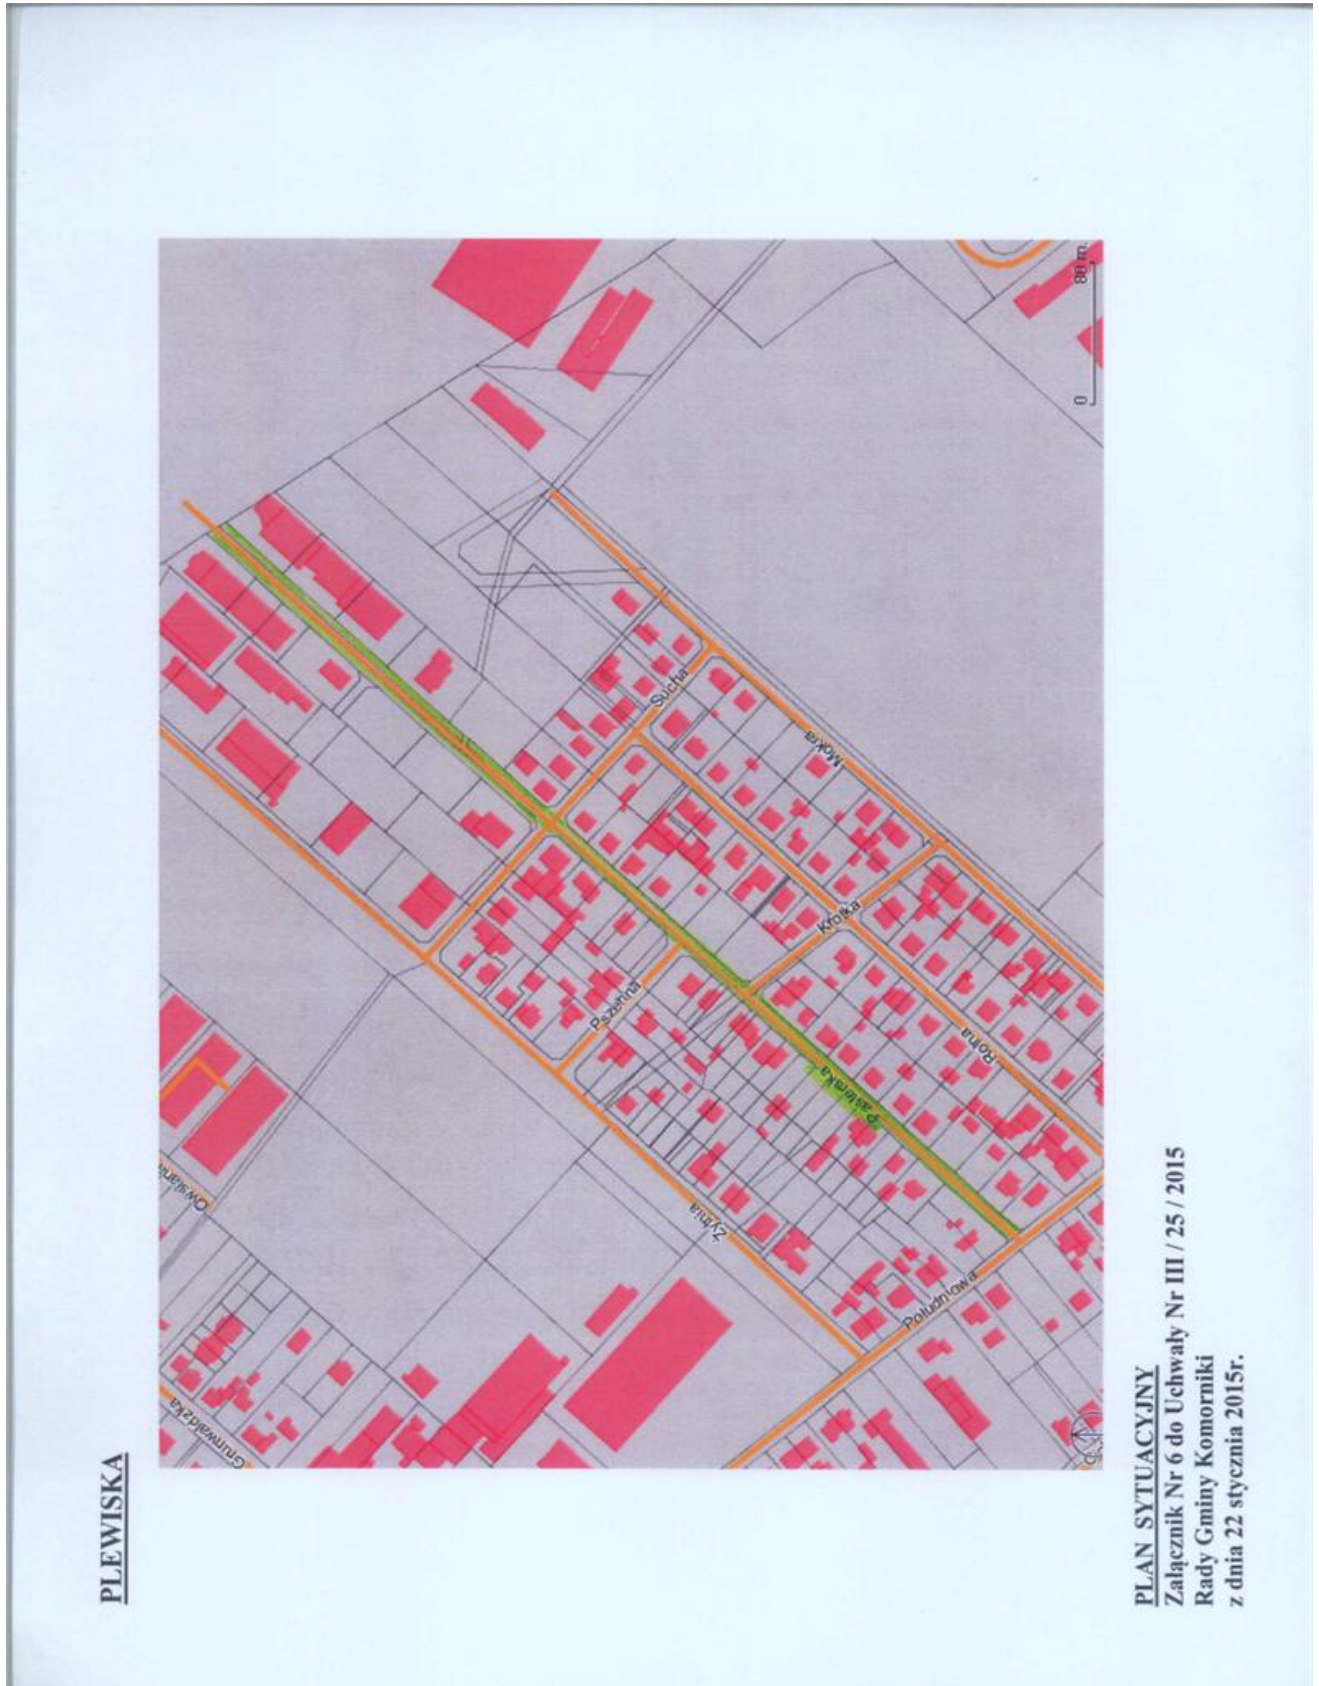 PLEWISKA
Grunwaldzka
Owsiana
Żytnia
Południowa
Pszenna
Pasterska
Sucha
Krótka
Mokra
Rolna
0 80 m.
PLAN SYTUACYJNY
Załącznik Nr 6 do Uchwały Nr III / 25 / 2015
Rady Gminy Komorniki
z dnia 22 stycznia 2015r.